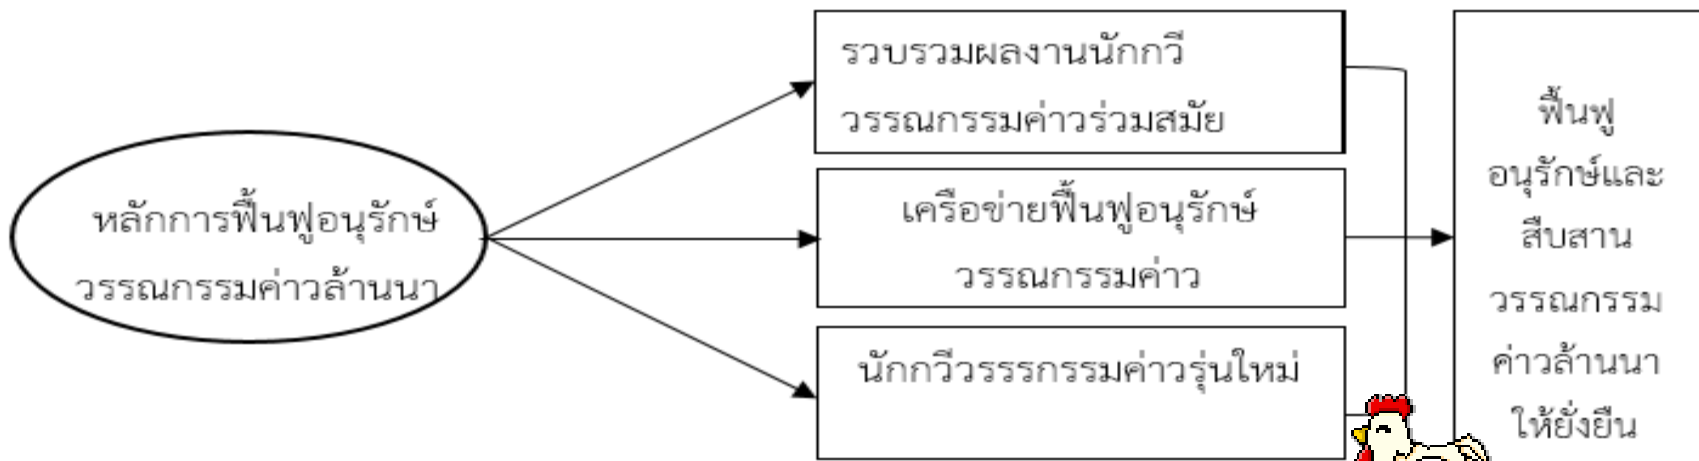 หลักการฟื้นฟูอนุรักษ์
วรรณกรรมค่าวล้านนา
รวบรวมผลงานนักกวี
วรรณกรรมค่าวร่วมสมัย
เครือข่ายฟื้นฟูอนุรักษ์
วรรณกรรมค่าว
นักกวีวรรรกรรมค่าวรุ่นใหม่
ฟื้นฟู
อนุรักษ์และ
สืบสาน
วรรณกรรม
ค่าวล้านนา
ให้ยั่งยืน